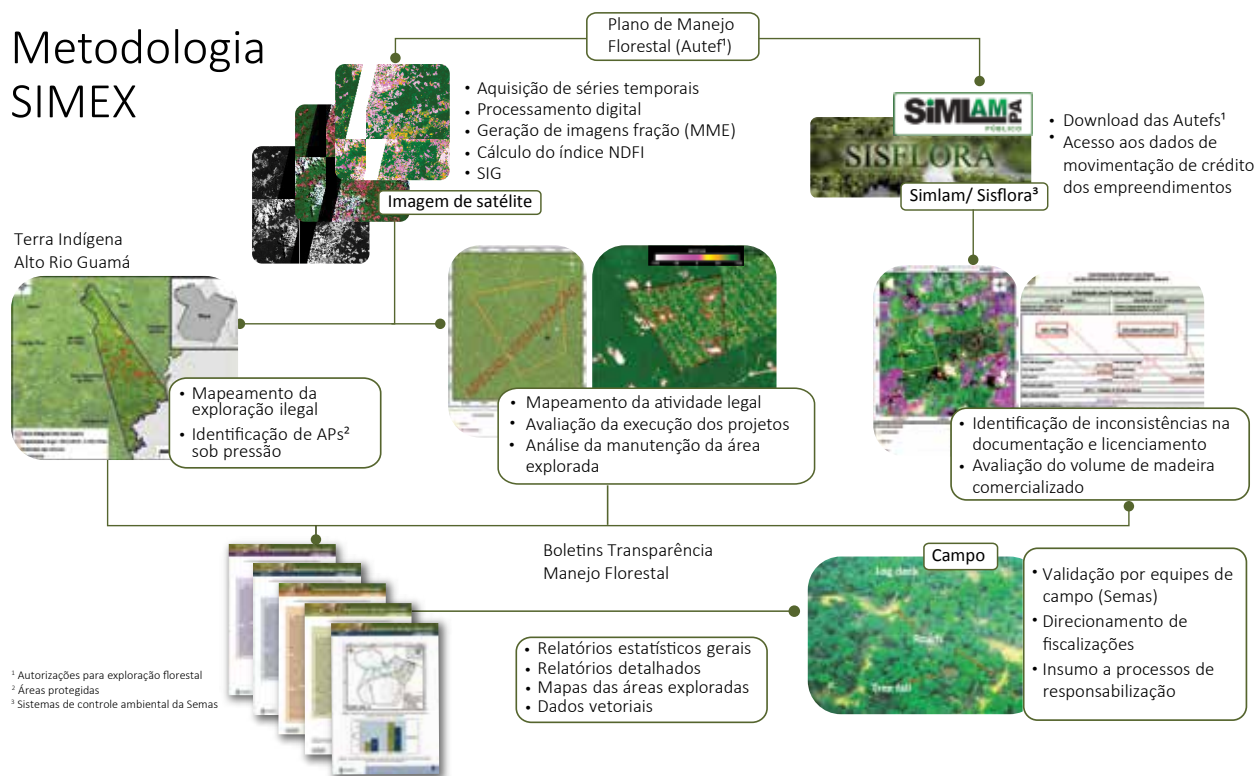 Metodologia
SIMEX
Plano de Manejo
Florestal (Autef¹)
• Aquisição de séries temporais
• Processamento digital
• Geração de imagens fração (MME)
• Cálculo do índice NDFI
• SIG
Imagem de satélite
SiMLAM PA
PÚBLICO
SISFLORA
Simlam/ Sisflora³
• Download das Autefs¹
• Acesso aos dados de
movimentação de crédito
dos empreendimentos
Terra Indígena
Alto Rio Guamá
• Mapeamento da
exploração ilegal
• Identificação de APs²
sob pressão
• Mapeamento da atividade legal
• Avaliação da execução dos projetos
• Análise da manutenção da área
explorada
• Identificação de inconsistências na
documentação e licenciamento
• Avaliação do volume de madeira
comercializado
Boletins Transparência
Manejo Florestal
• Relatórios estatísticos gerais
• Relatórios detalhados
• Mapas das áreas exploradas
• Dados vetoriais
Campo
Log deck
Roads
Tree fall
• Validação por equipes de
campo (Semas)
• Direcionamento de
fiscalizações
• Insumo a processos de
responsabilização
¹ Autorizações para exploração florestal
² Áreas protegidas
³ Sistemas de controle ambiental da Semas